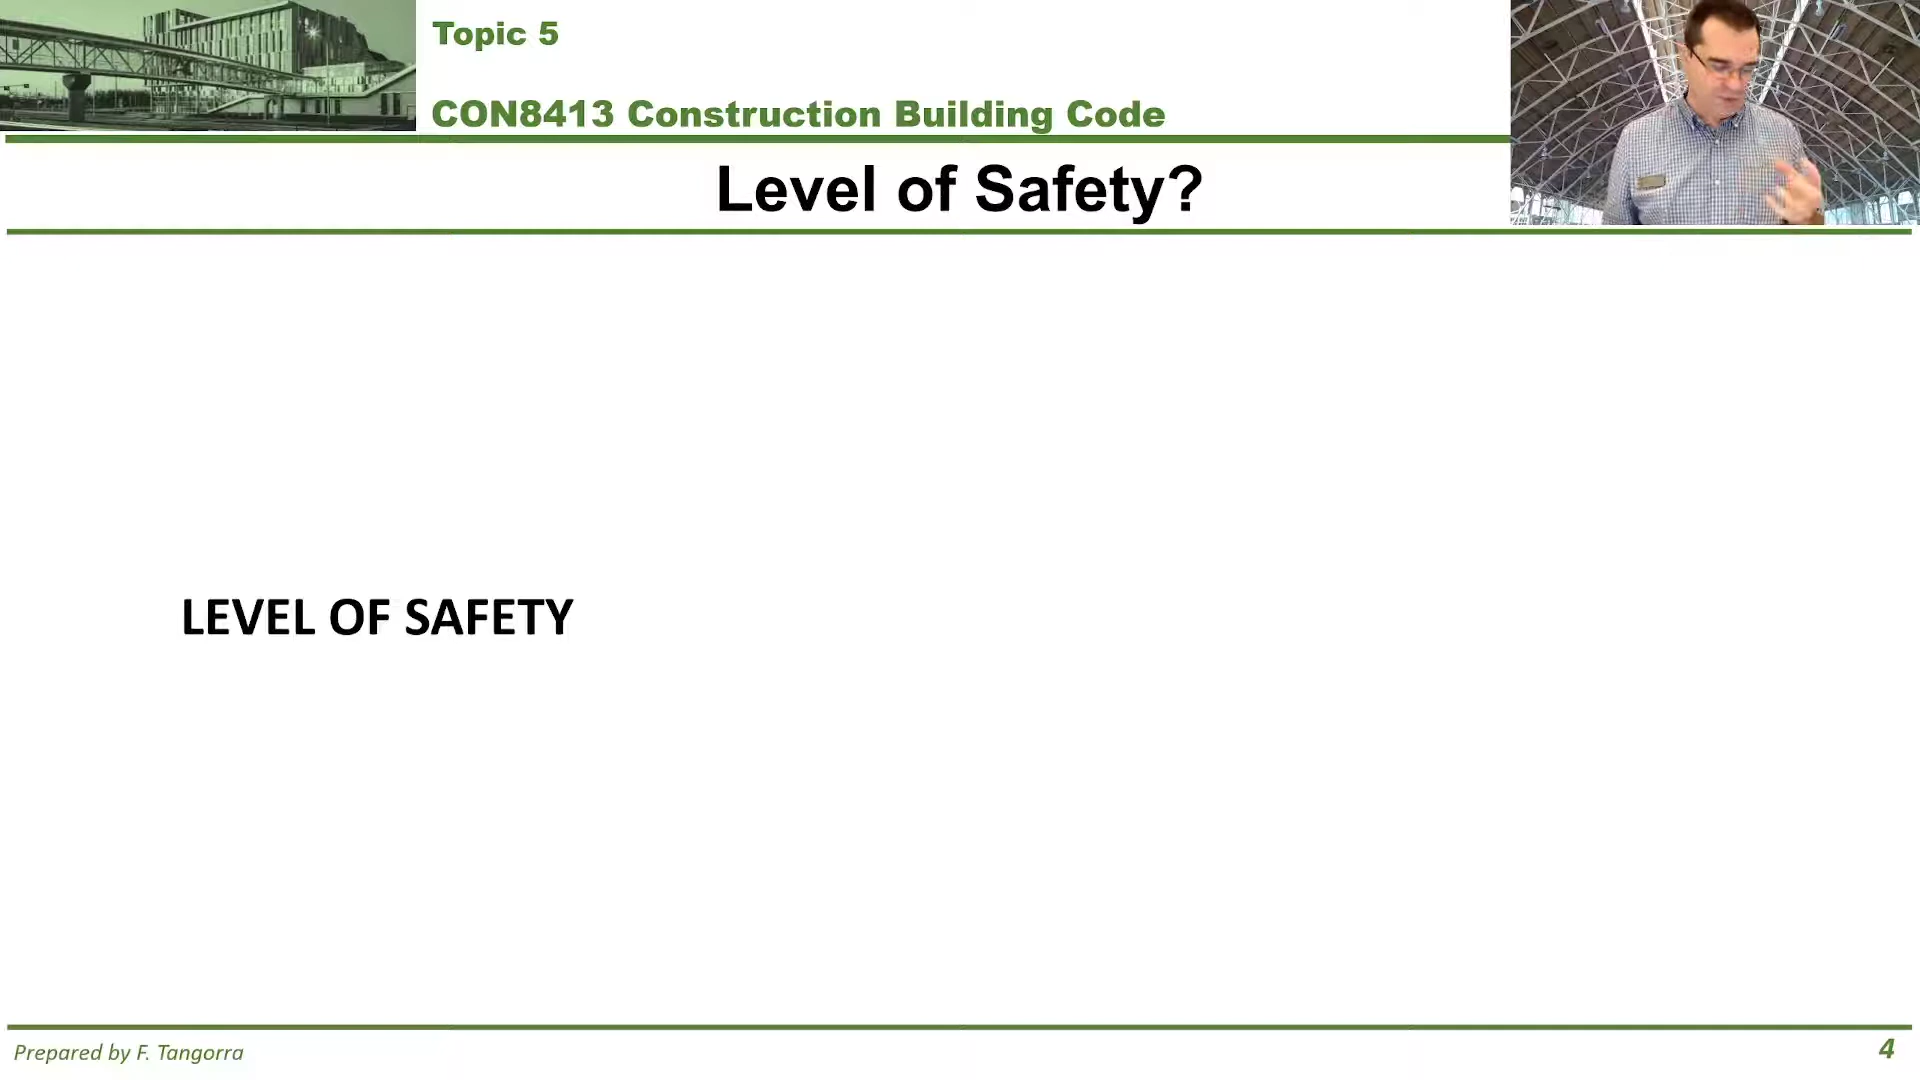 Topic 5
CON8413 Construction Building Code
Level of Safety?
LEVEL OF SAFETY
Prepared by F. Tangorra
4